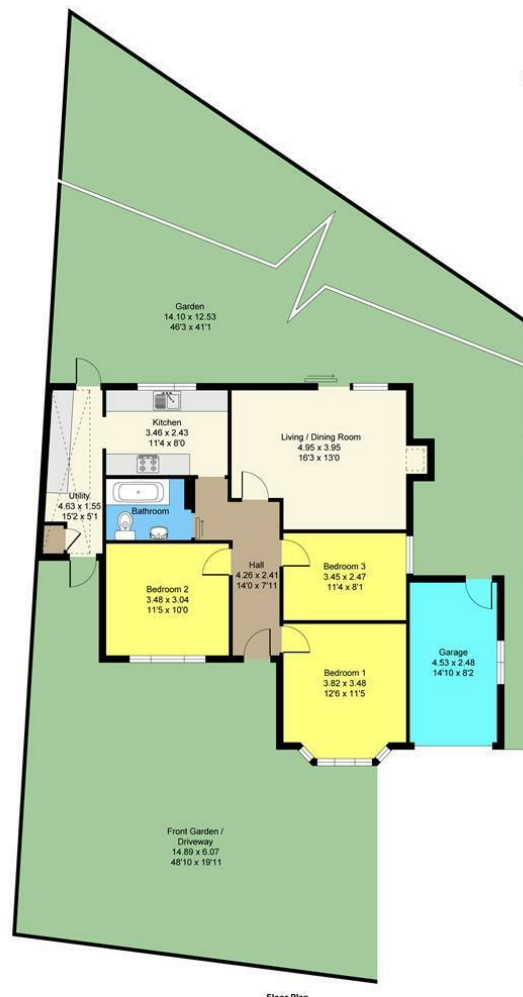 Garden
14.10 x 12.53
46'3 x 41'1
Kitchen
3.46 x 2.43
11'4 x 8'0
Living / Dining Room
4.95 x 3.95
16'3 x 13'0
Utility
4.63 x 1.55
15'2 x 5'1
Bathroom
Hall
4.26 x 2.41
14'0 x 7'11
Bedroom 2
3.48 x 3.04
11'5 x 10'0
Bedroom 3
3.45 x 2.47
11'4 x 8'1
Bedroom 1
3.82 x 3.48
12'6 x 11'5
Garage
4.53 x 2.48
14'10 x 8'2
Front Garden /
Driveway
14.89 x 6.07
48'10 x 19'11
Floor Plan